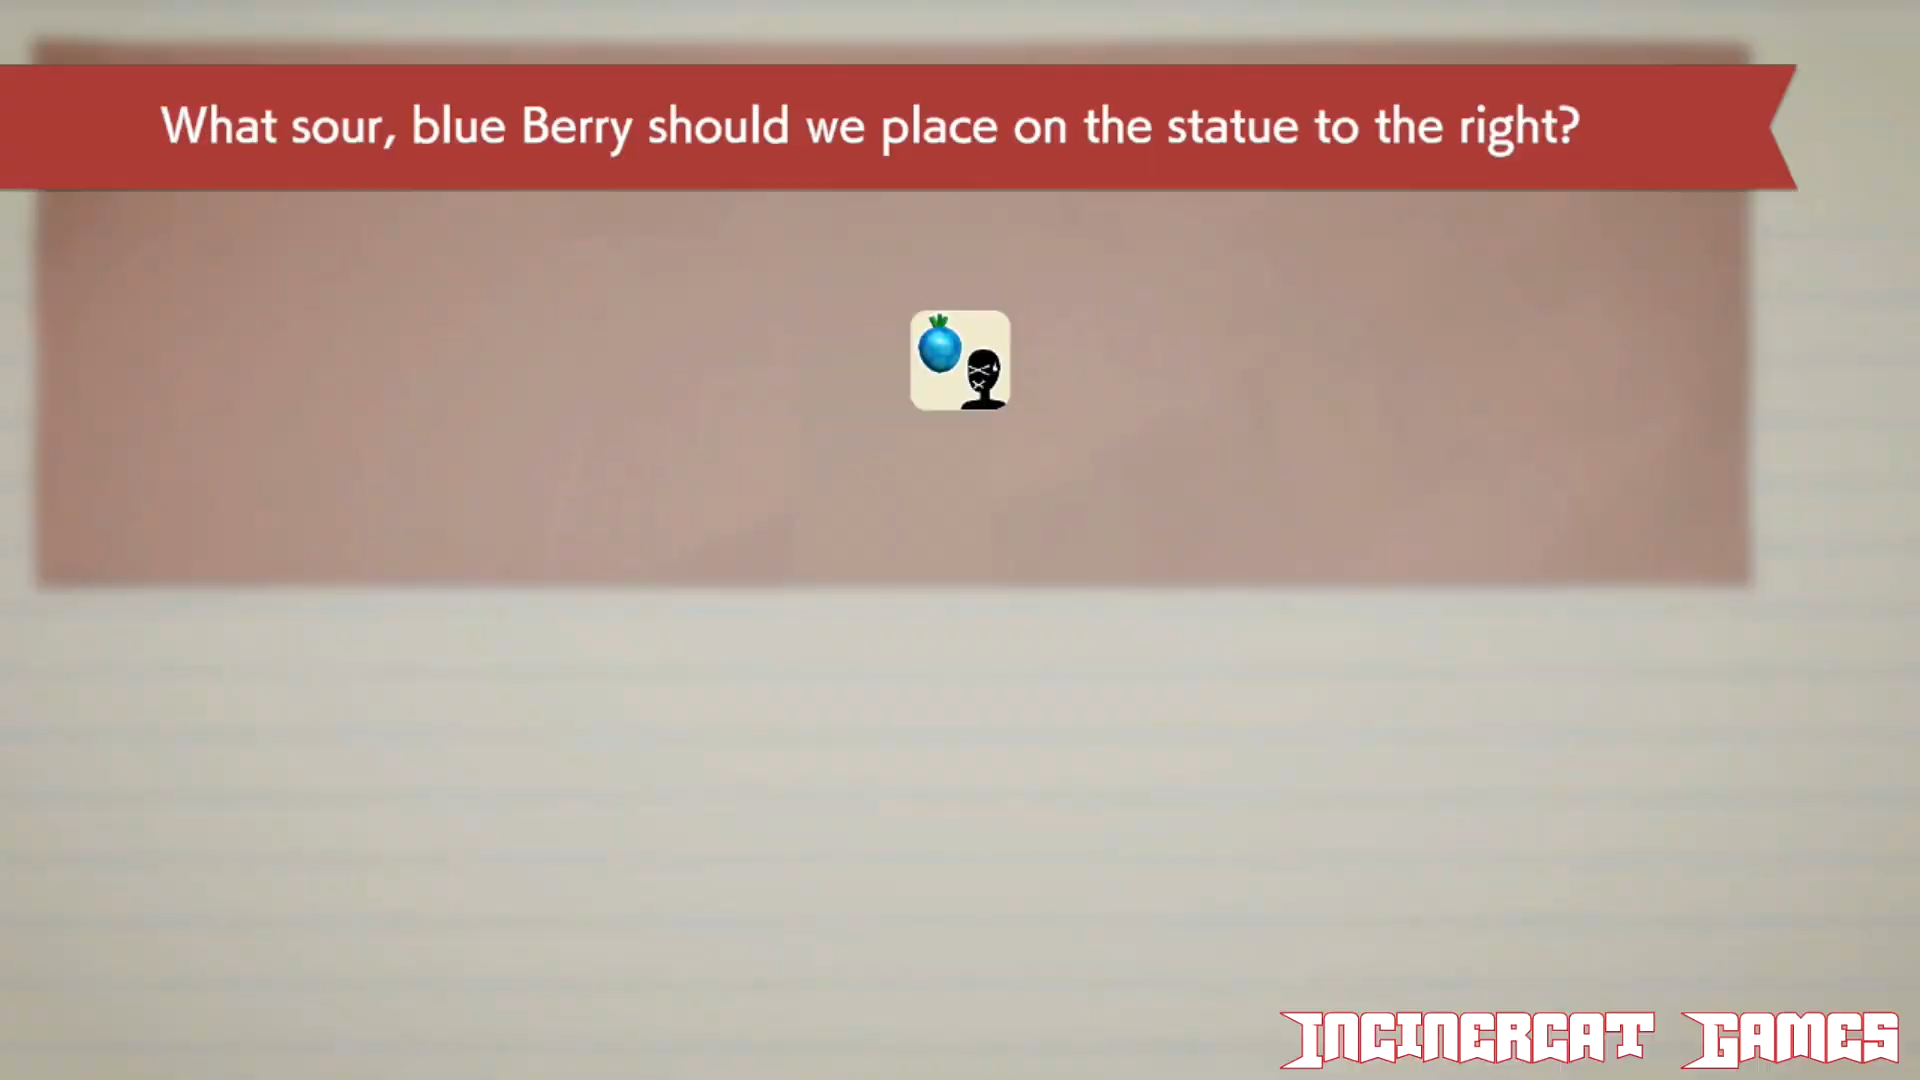 What sour, blue Berry should we place on the statue to the right?
INCINERCAT GAMES